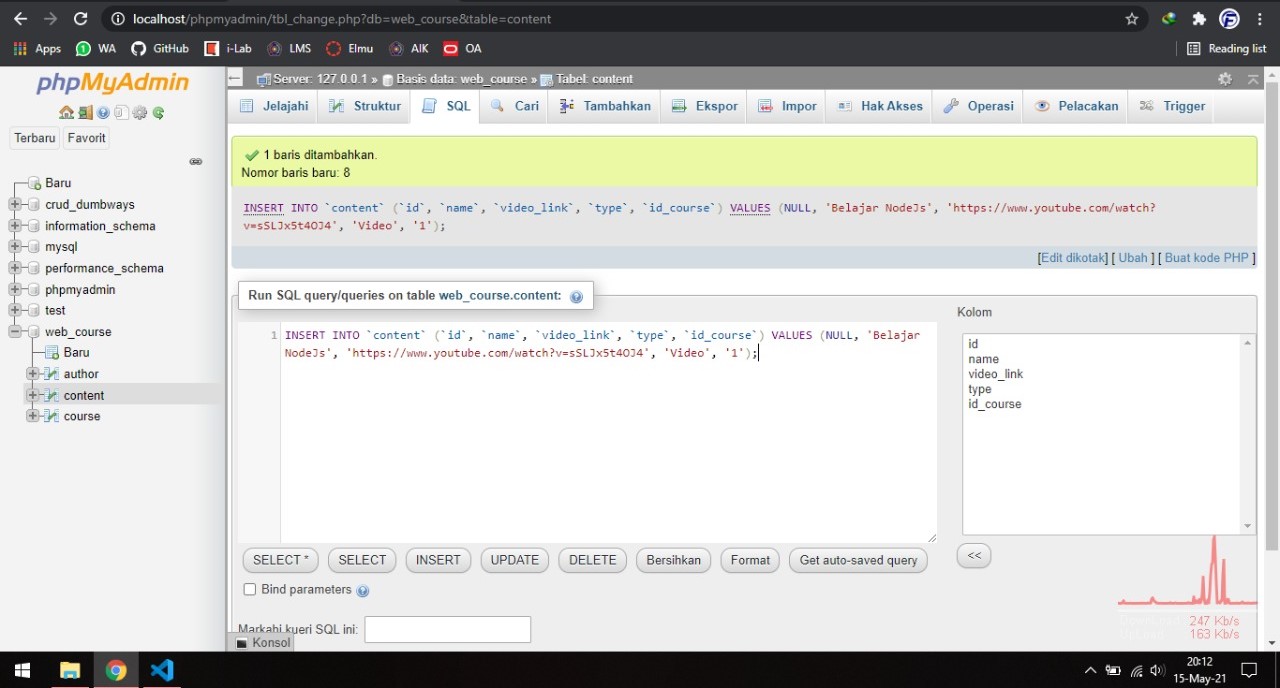 localhost/phpmyadmin/tbl_change.php?db=web_course&table=content
Apps WA GitHub i-Lab LMS Elmu AIK OA Reading list
phpMyAdmin
Server: 127.0.0.1 » Basis data: web_course » Tabel: content
Jelajahi Struktur SQL Cari Tambahkan Ekspor Impor Hak Akses Operasi Pelacakan Trigger
Terbaru Favorit
Baru
crud_dumbways
information_schema
mysql
performance_schema
phpmyadmin
test
web_course
Baru
author
content
course
1 baris ditambahkan.
Nomor baris baru: 8
INSERT INTO `content` (`id`, `name`, `video_link`, `type`, `id_course`) VALUES (NULL, 'Belajar NodeJs', 'https://www.youtube.com/watch?
v=sSLJx5t4OJ4', 'Video', '1');
[Edit dikotak] [ Ubah ] [ Buat kode PHP ]
Run SQL query/queries on table web_course.content:
1 INSERT INTO `content` (`id`, `name`, `video_link`, `type`, `id_course`) VALUES (NULL, 'Belajar
NodeJs', 'https://www.youtube.com/watch?v=sSLJx5t4OJ4', 'Video', '1');
Kolom
id
name
video_link
type
id_course
SELECT * SELECT INSERT UPDATE DELETE Bersihkan Format Get auto-saved query <<
Bind parameters
Markahi kueri SQL ini:
Konsol
247 Kb/s
163 Kb/s
20:12
15-May-21